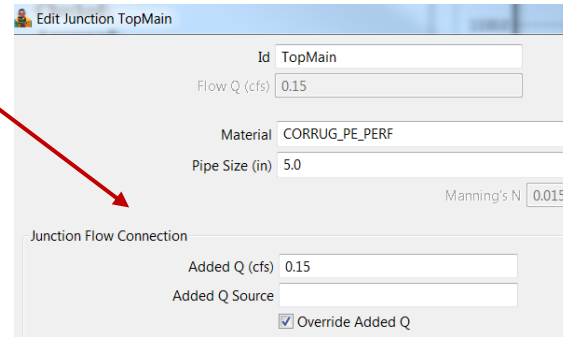 Edit Junction TopMain
Id TopMain
Flow Q (cfs) 0.15
Material CORRUG_PE_PERF
Pipe Size (in) 5.0
Manning's N 0.015
Junction Flow Connection
Added Q (cfs) 0.15
Added Q Source
Override Added Q